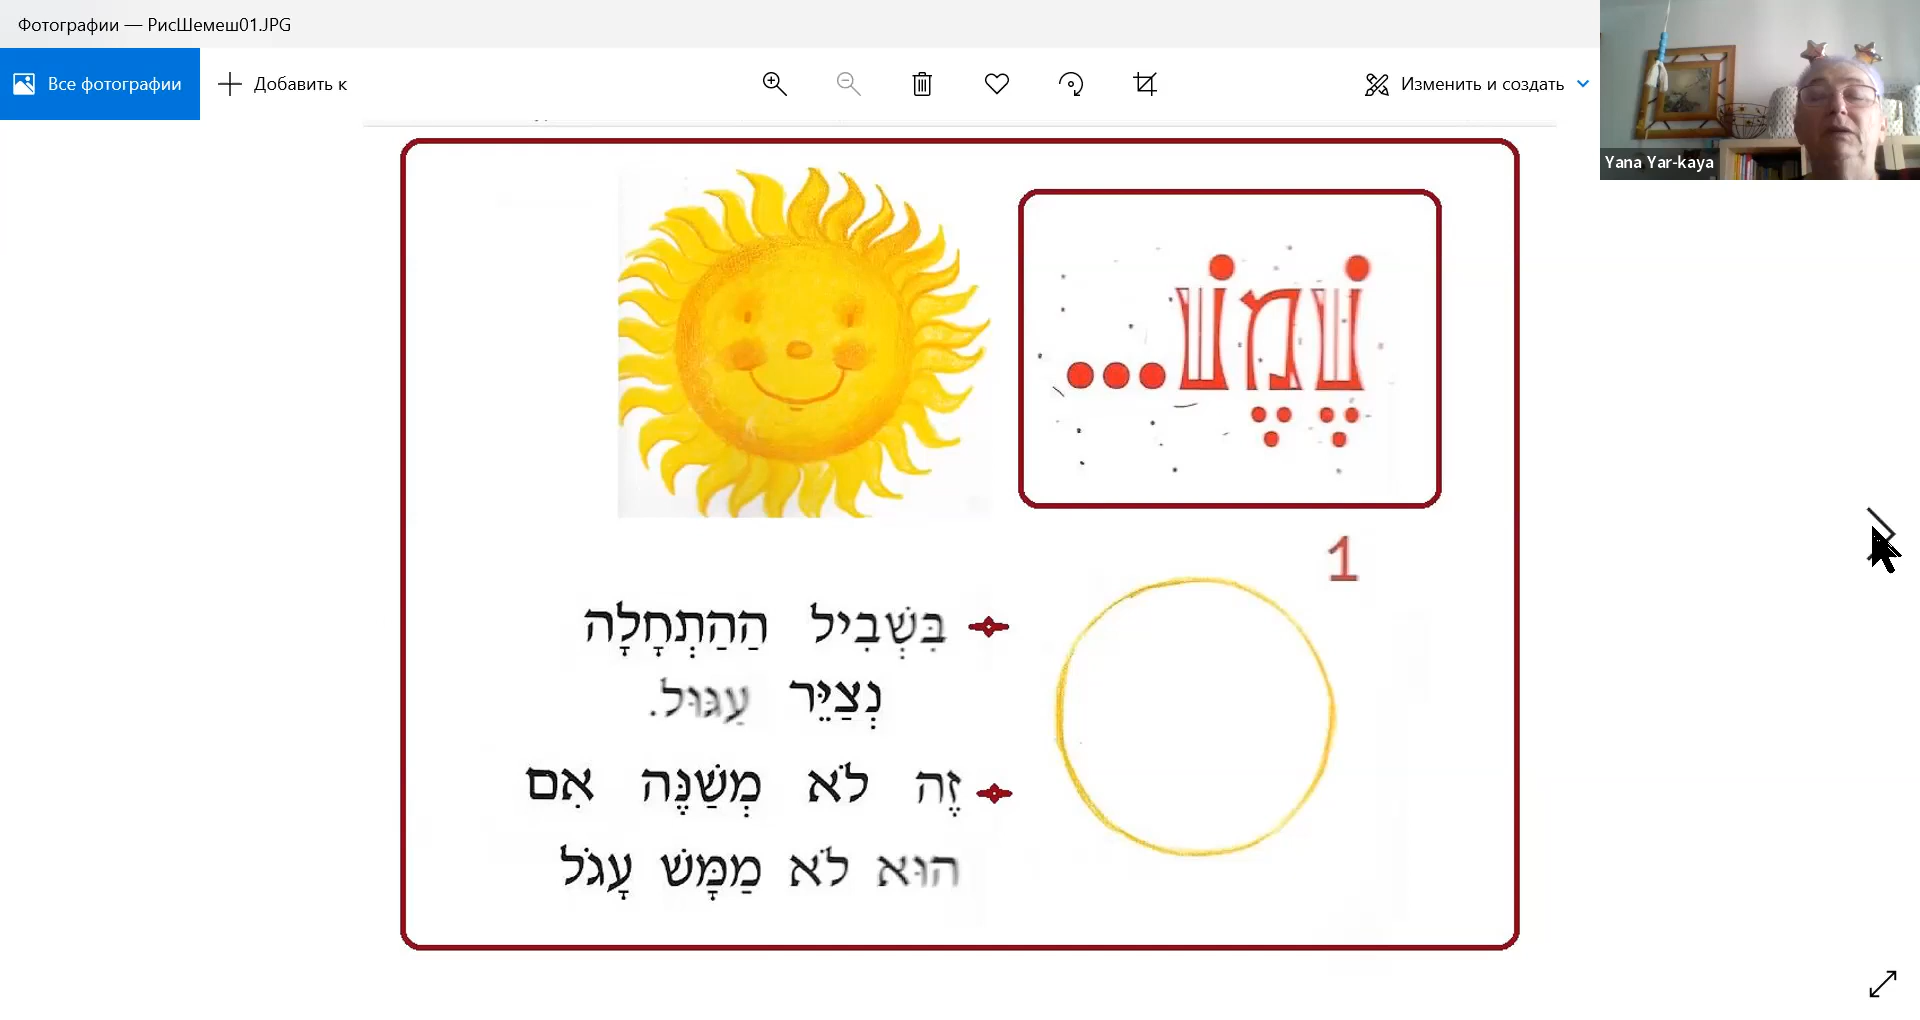 Фотографии — РисШемеш01.JPG
Все фотографии
Добавить к
Изменить и создать
Yana Yar-kaya
שֶׁמֶשׁ...
1
בִּשְׁבִיל הַהַתְחָלָה
נְצַיֵּר עִגּוּל.
זֶה לֹא מְשַׁנֶּה אִם
הוּא לֹא מַמָּשׁ עָגֹל